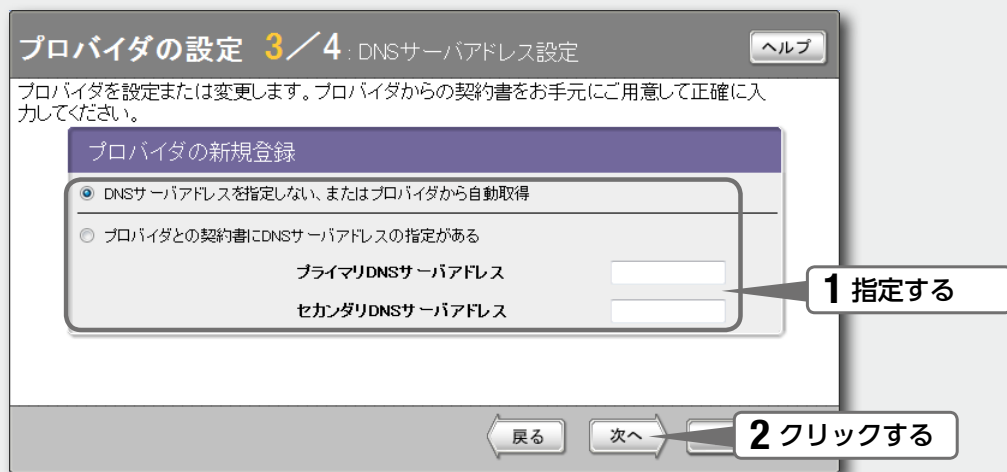 プロバイダの設定 3/4:DNSサーバアドレス設定 ヘルプ
プロバイダを設定または変更します。プロバイダからの契約書をお手元にご用意して正確に入
力してください。
プロバイダの新規登録
DNSサーバアドレスを指定しない、またはプロバイダから自動取得
プロバイダとの契約書にDNSサーバアドレスの指定がある
プライマリDNSサーバアドレス
セカンダリDNSサーバアドレス
1 指定する
戻る 次へ
2 クリックする